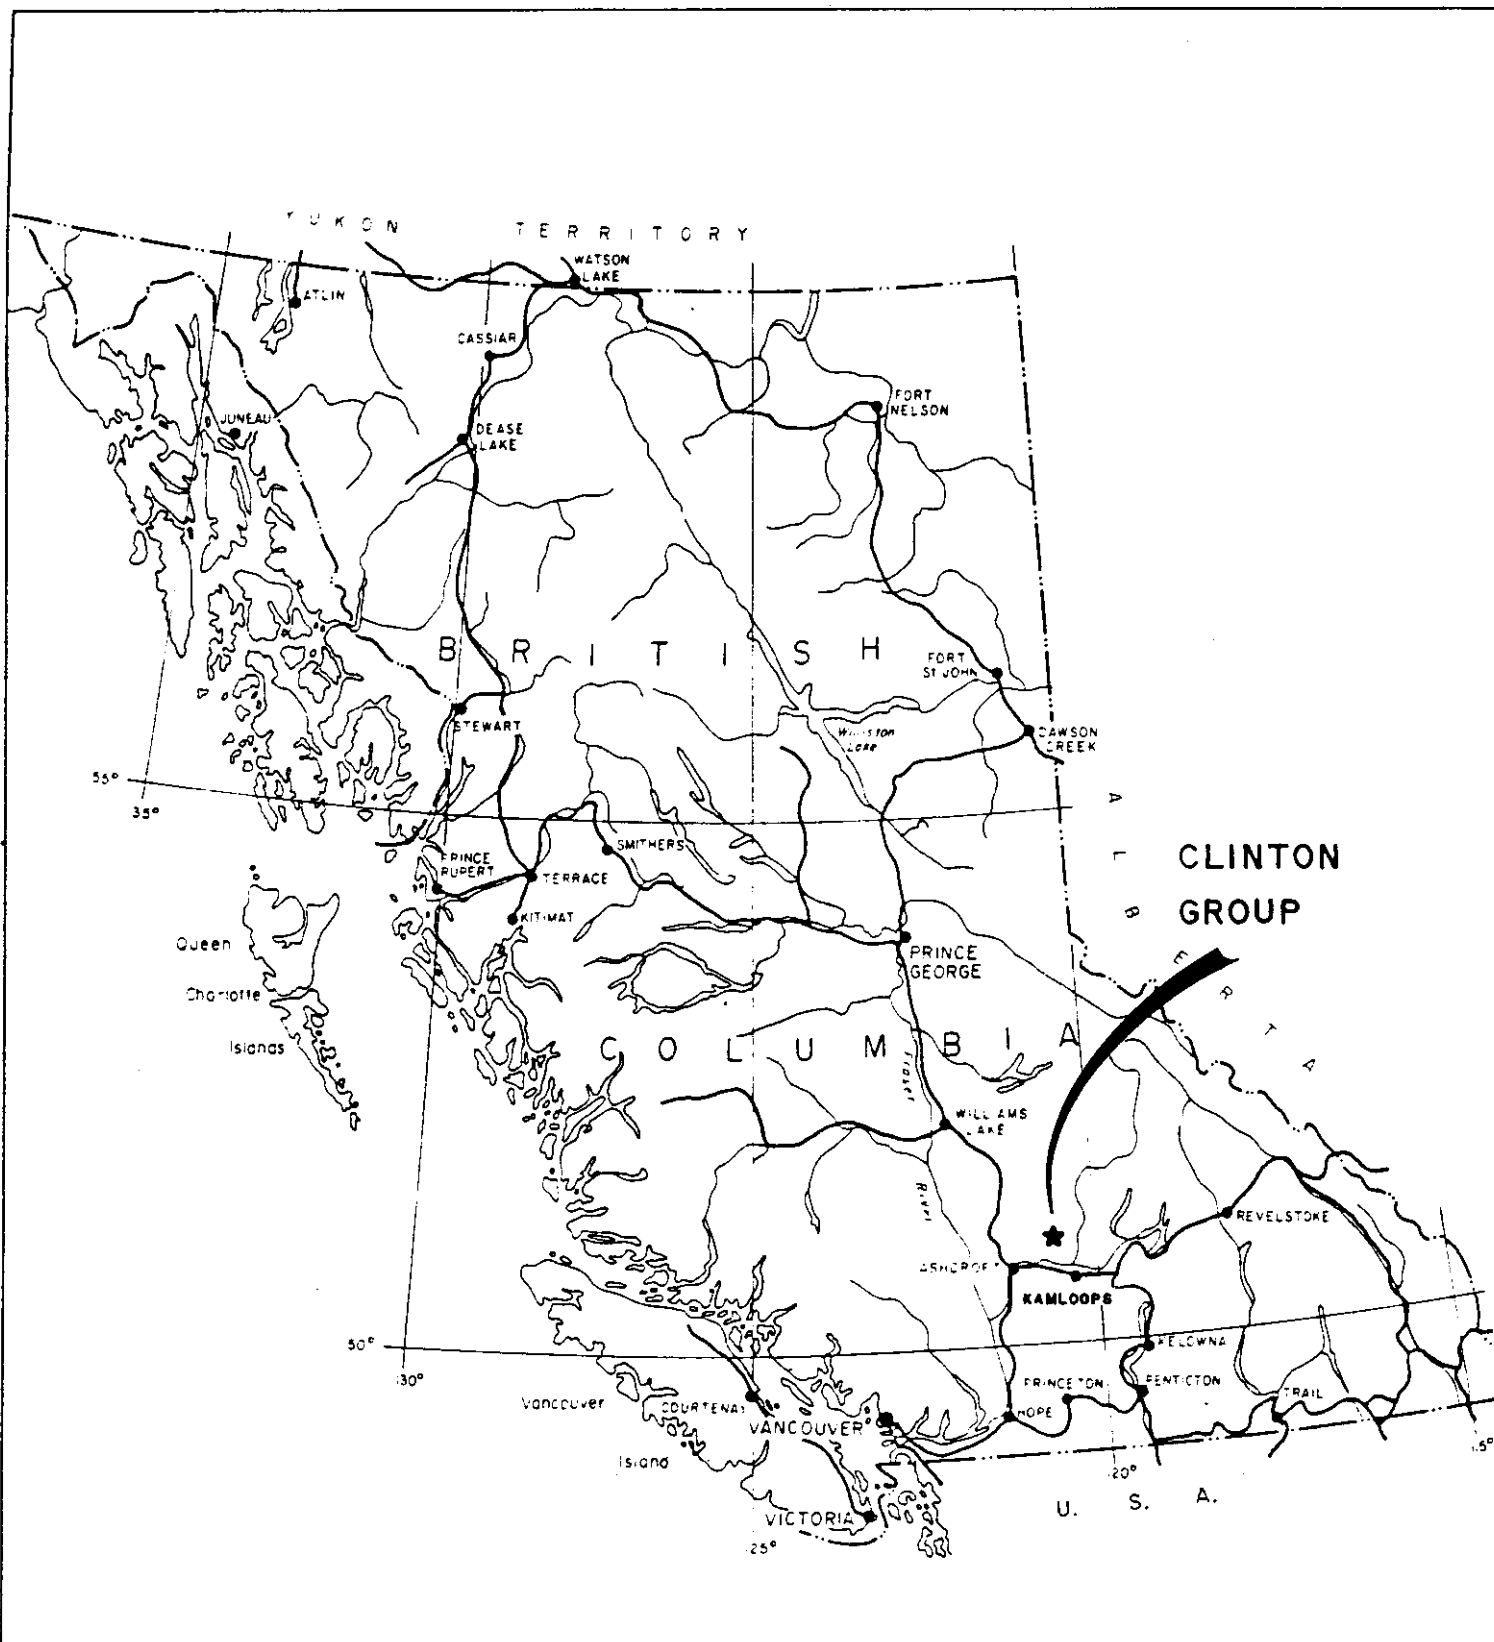 YUKON TERRITORY
WATSON
LAKE
ATLIN
CASSIAR
FORT
NELSON
JUNEAU
DEASE
LAKE
BRITISH
FORT
St JOHN
STEWART
Lake
DAWSON
CREEK
55°
35°
ALBERTA
CLINTON
GROUP
PRINCE
RUPERT
SMITHERS
TERRACE
KITIMAT
Queen
Charlotte
Islands
PRINCE
GEORGE
COLUMBIA
Fraser
River
WILLIAMS
LAKE
REVELSTOKE
ASHCROFT
KAMLOOPS
50°
30°
KELOWNA
PRINCETON
PENTICTON
TRAIL
HOPE
Vancouver
Island
COURTENAY
VANCOUVER
VICTORIA
25°
20°
U. S. A.